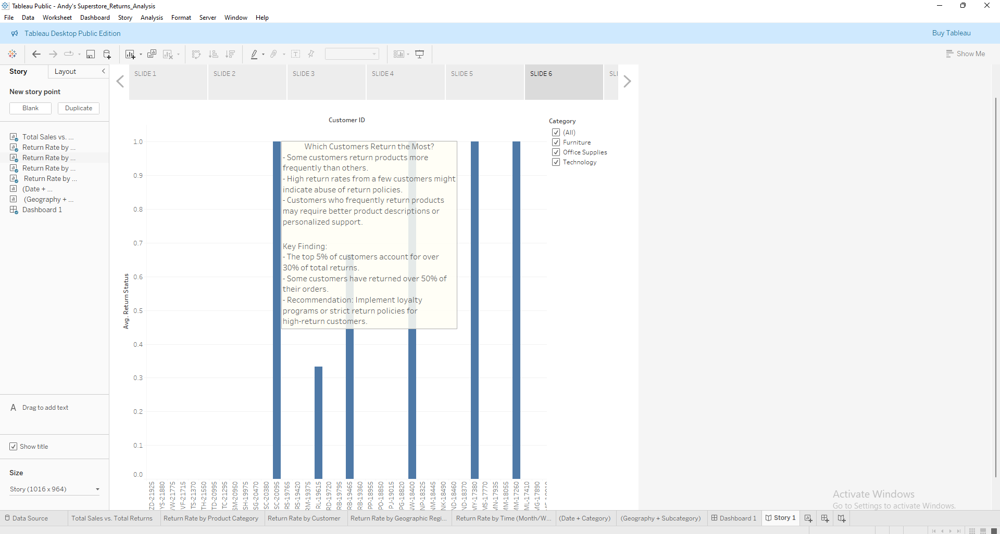 Tableau Public - Andy's Superstore_Returns_Analysis
File Data Worksheet Dashboard Story Analysis Format Server Window Help
Tableau Desktop Public Edition
Buy Tableau
Show Me
Story
Layout
New story point
Blank
Duplicate
Total Sales vs. ...
Return Rate by ...
Return Rate by ...
Return Rate by ...
Return Rate by ...
(Date + ...
(Geography + ...
Dashboard 1
Drag to add text
Show title
Size
Story (1016 x 964)
SLIDE 1
SLIDE 2
SLIDE 3
SLIDE 4
SLIDE 5
SLIDE 6
SLI
Customer ID
Avg. Return Status
1.0
0.9
0.8
0.7
0.6
0.5
0.4
0.3
0.2
0.1
0.0
Which Customers Return the Most?
- Some customers return products more
frequently than others.
- High return rates from a few customers might
indicate abuse of return policies.
- Customers who frequently return products
may require better product descriptions or
personalized support.
Key Finding:
- The top 5% of customers account for over
30% of total returns.
- Some customers have returned over 50% of
their orders.
- Recommendation: Implement loyalty
programs or strict return policies for
high-return customers.
Category
(All)
Furniture
Office Supplies
Technology
ZD-21925
YS-21880
VW-21775
VF-21715
TS-21370
TH-21550
TD-20995
TC-21295
SM-20950
SH-19975
SG-20470
SC-20380
SC-20095
RS-19765
RS-19420
RM-19375
RL-19615
RD-19720
RB-19795
RB-19465
RB-19360
PP-18955
PO-18850
PJ-19015
PG-18820
NW-18400
NP-18325
NM-18445
NK-18490
ND-18460
ND-18370
MY-17380
MS-17770
MN-17935
MM-18055
MM-17260
ML-17410
MG-17890
Activate Windows
Go to Settings to activate Windows.
Data Source
Total Sales vs. Total Returns
Return Rate by Product Category
Return Rate by Customer
Return Rate by Geographic Regi...
Return Rate by Time (Month/W...
(Date + Category)
(Geography + Subcategory)
Dashboard 1
Story 1